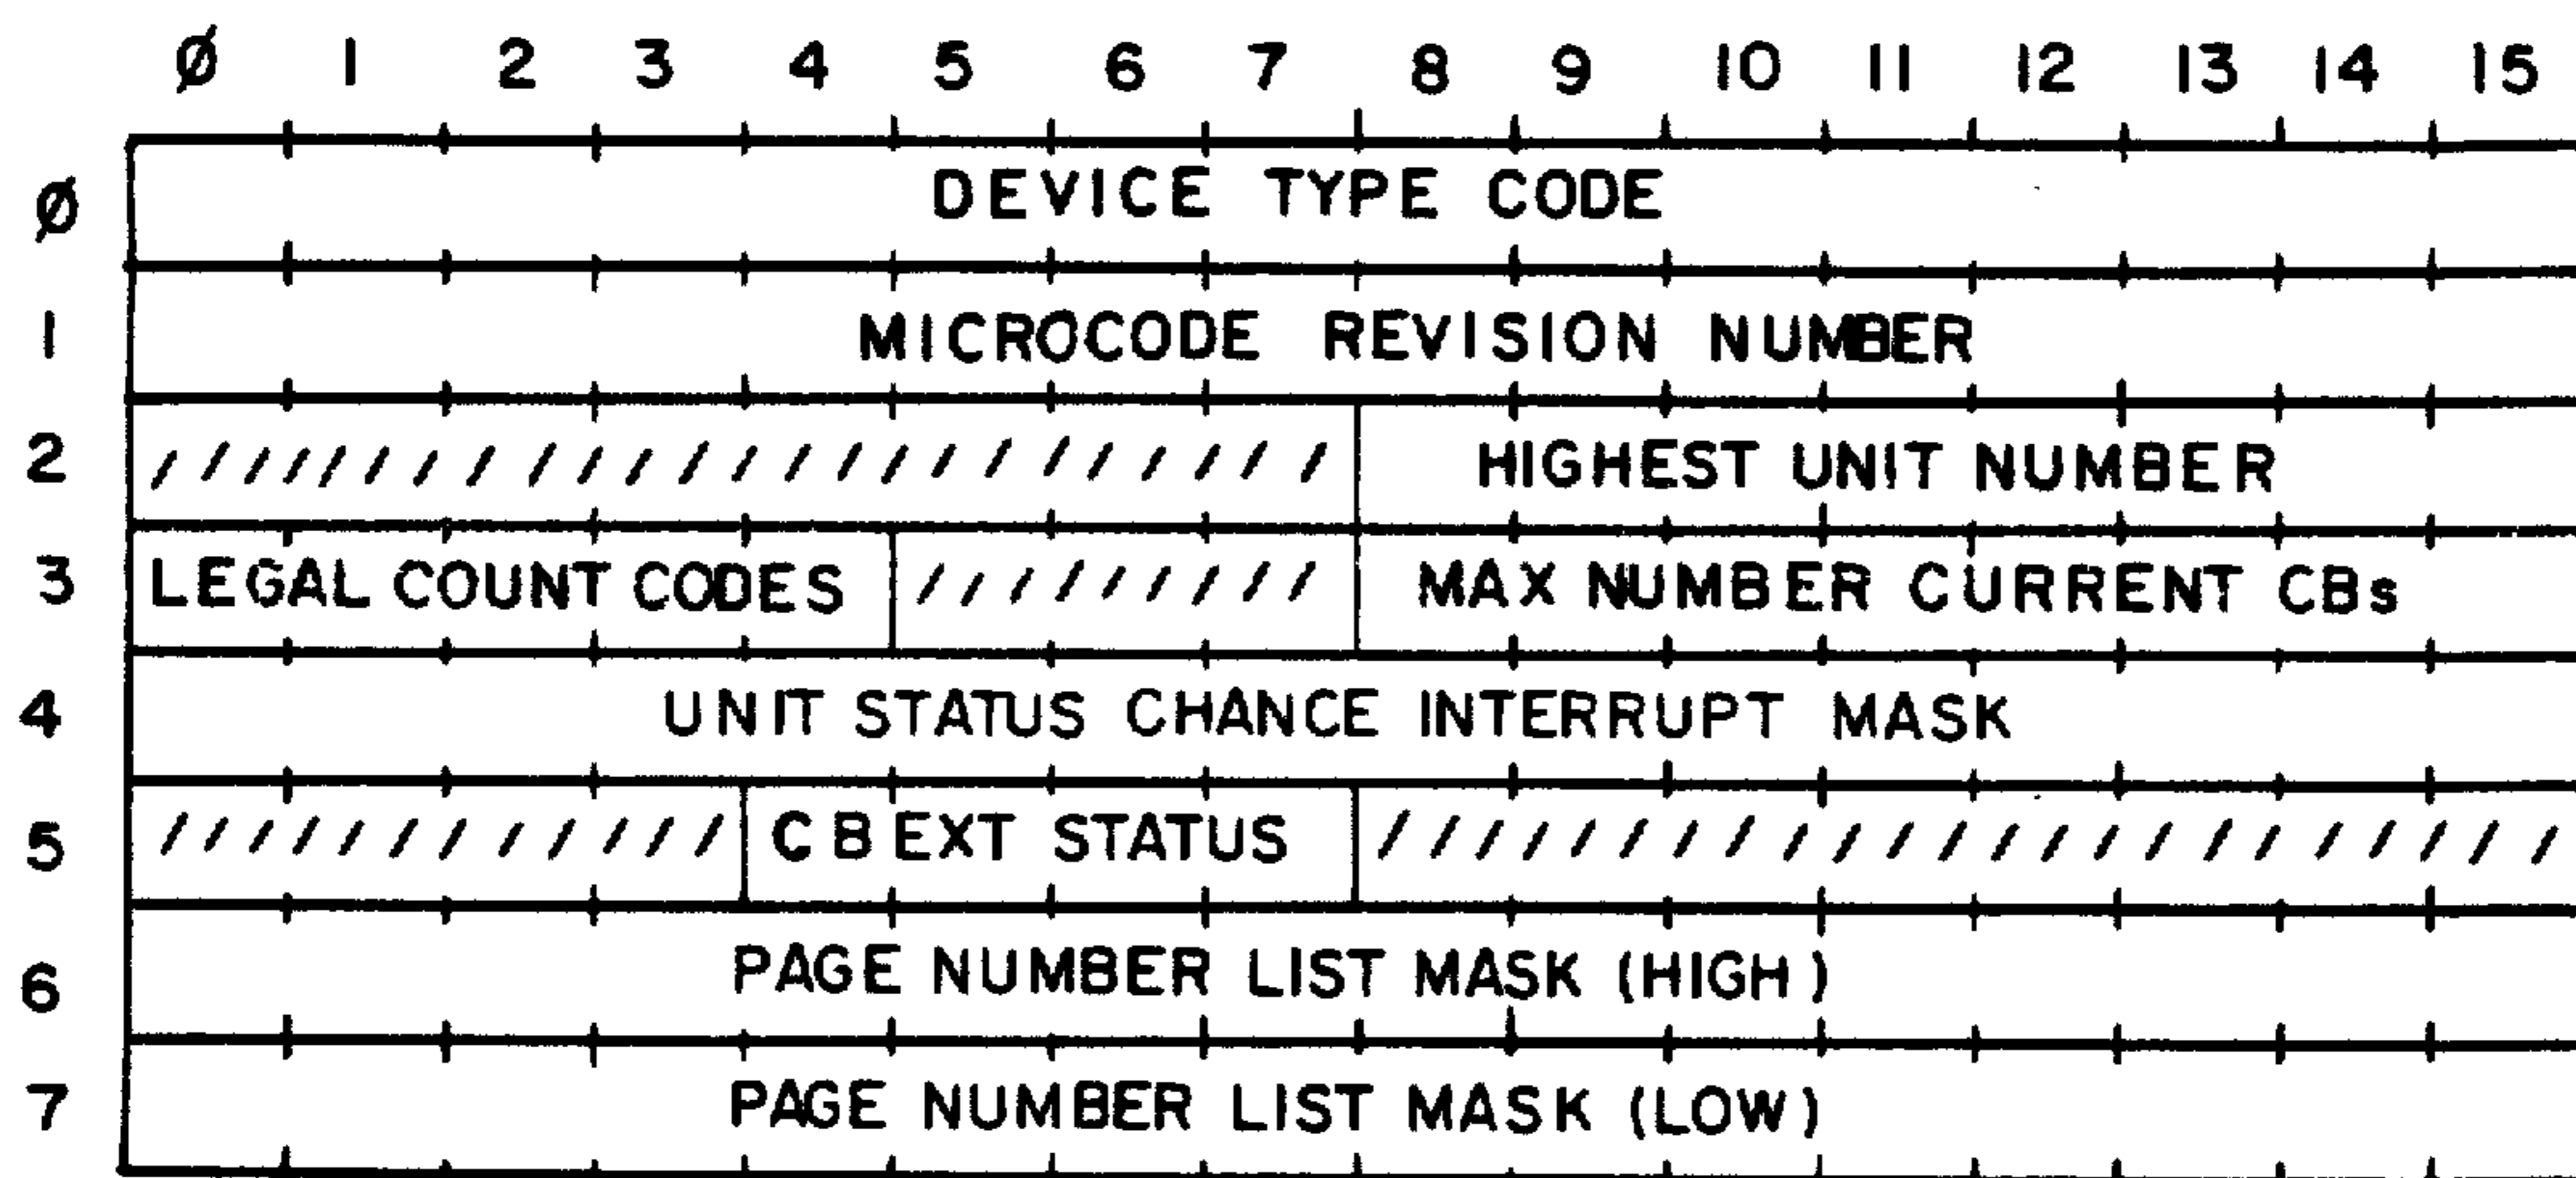 Ø 1 2 3 4 5 6 7 8 9 10 11 12 13 14 15
Ø DEVICE TYPE CODE
1 MICROCODE REVISION NUMBER
2 HIGHEST UNIT NUMBER
3 LEGAL COUNT CODES MAX NUMBER CURRENT CBs
4 UNIT STATUS CHANCE INTERRUPT MASK
5 CB EXT STATUS
6 PAGE NUMBER LIST MASK (HIGH)
7 PAGE NUMBER LIST MASK (LOW)